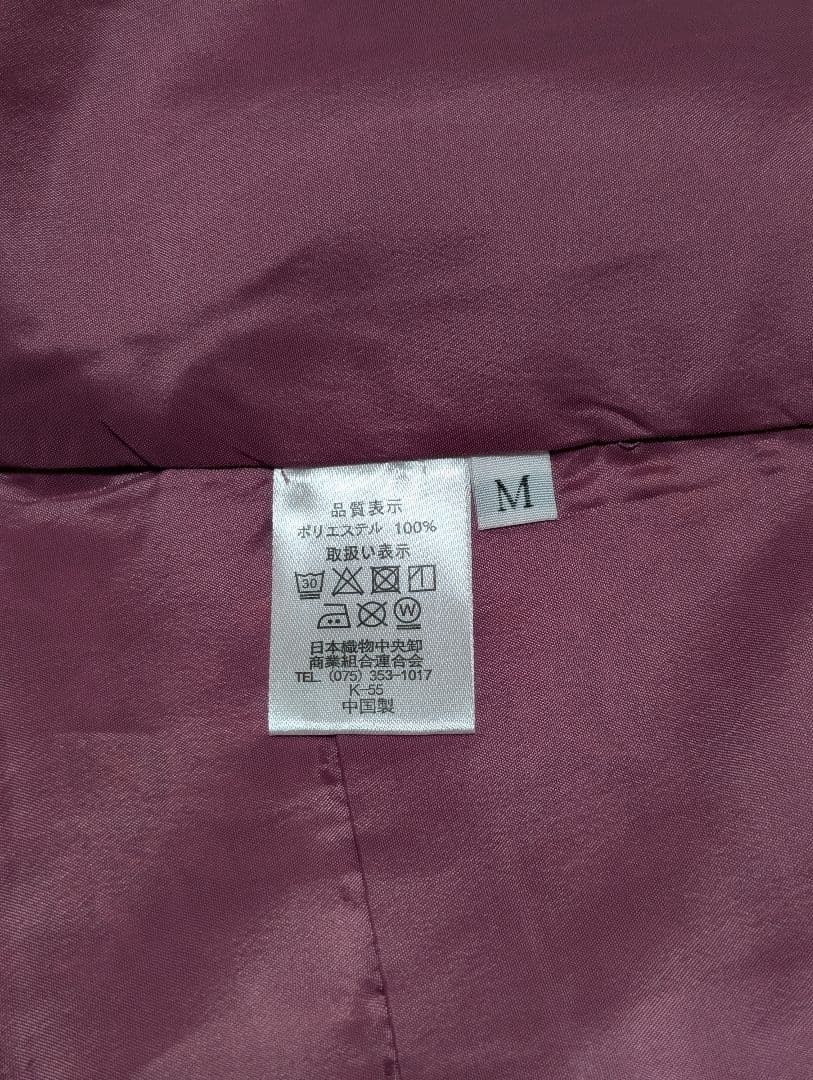 品質表示
ポリエステル 100%
取扱い表示
30
W
日本織物中央卸
商業組合連合会
TEL. (075) 353-1017
K-55
中国製
M